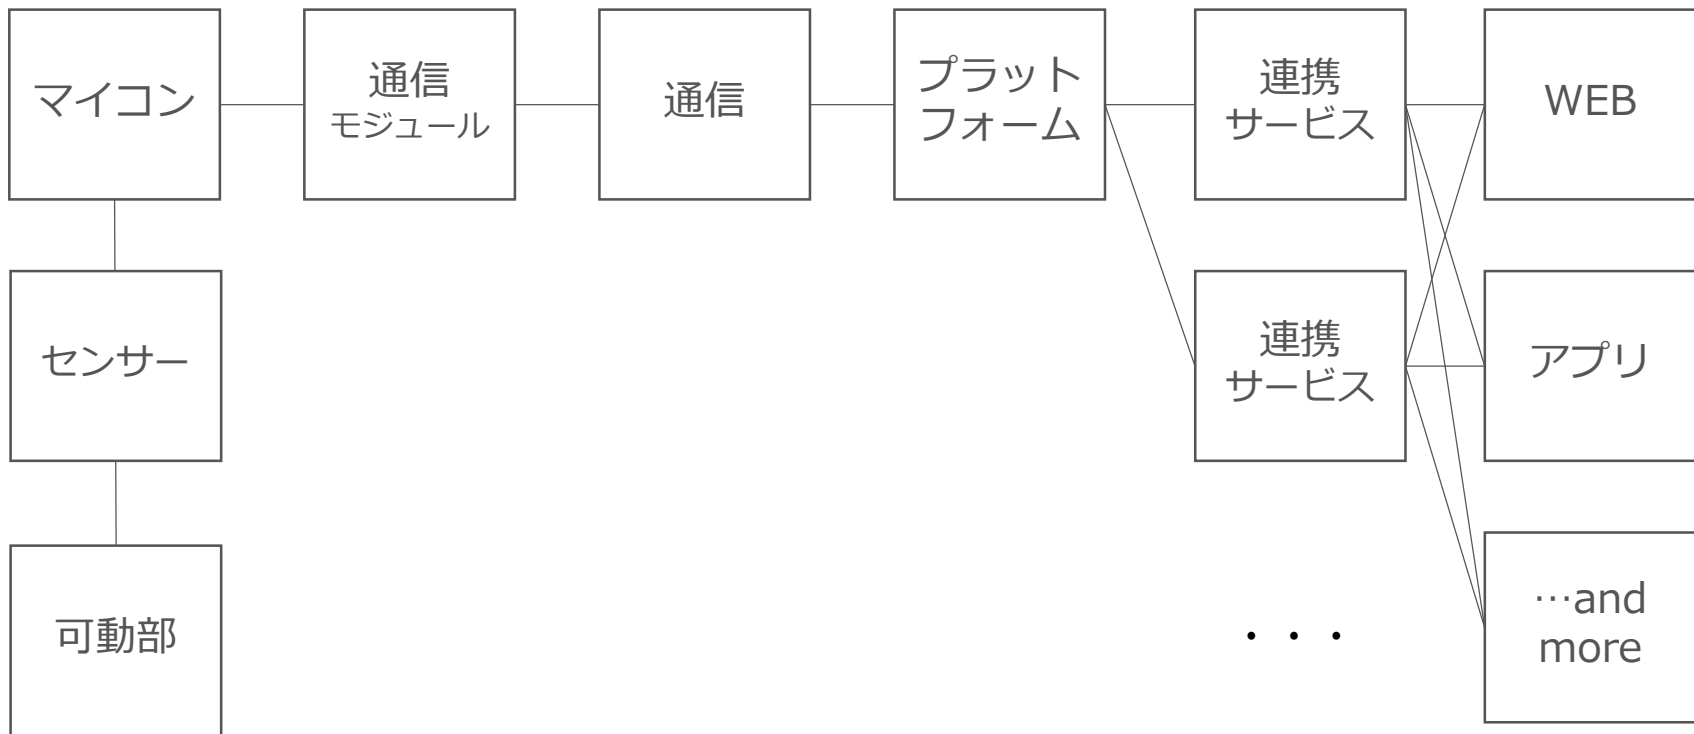 マイコン
通信
モジュール
通信
プラット
フォーム
連携
サービス
WEB
センサー
連携
サービス
アプリ
可動部
・・・
…and
more